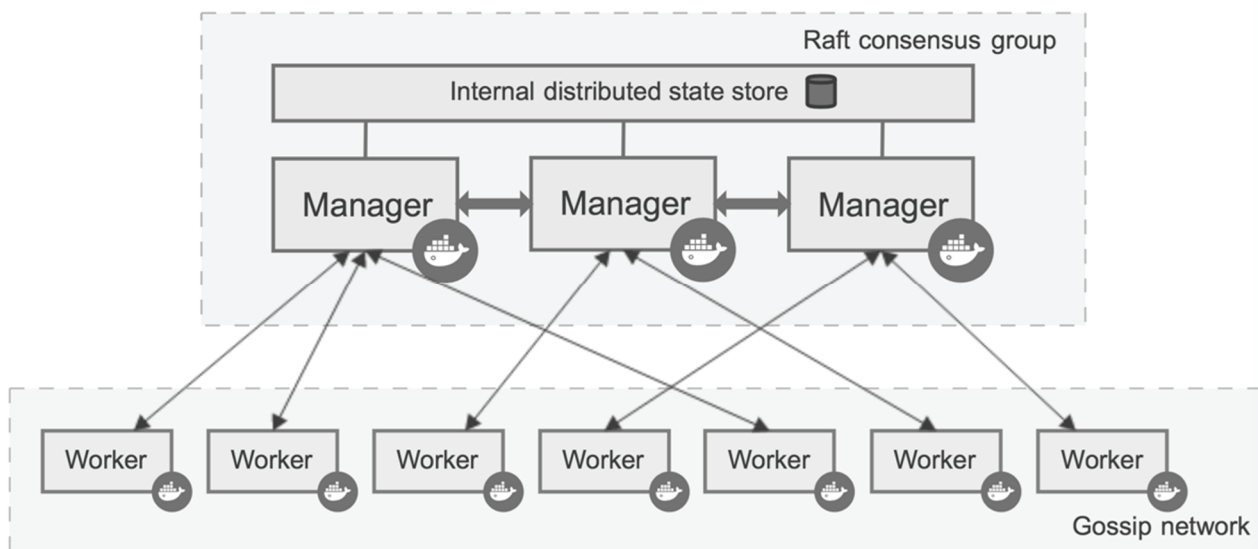 Raft consensus group
Internal distributed state store
Manager
Manager
Manager
Worker
Worker
Worker
Worker
Worker
Worker
Worker
Gossip network